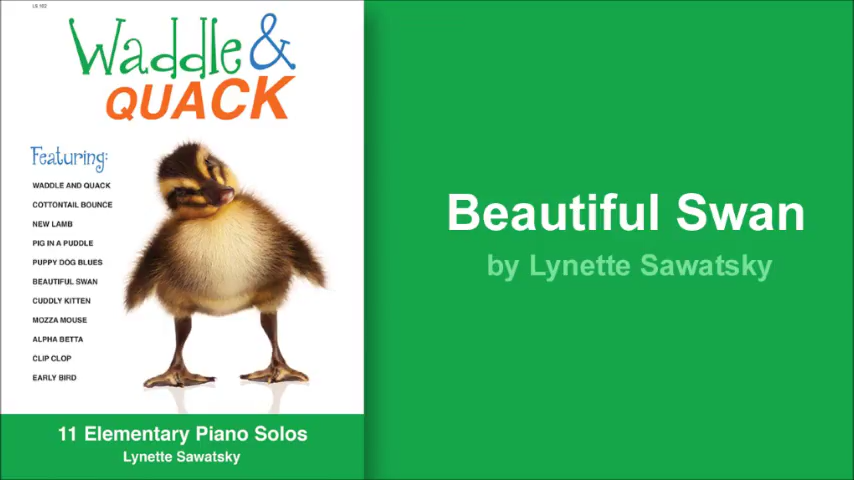 LS 102
Waddle &
QUACK
Featuring:
WADDLE AND QUACK
COTTONTAIL BOUNCE
NEW LAMB
PIG IN A PUDDLE
PUPPY DOG BLUES
BEAUTIFUL SWAN
CUDDLY KITTEN
MOZZA MOUSE
ALPHA BETTA
CLIP CLOP
EARLY BIRD
11 Elementary Piano Solos
Lynette Sawatsky
Beautiful Swan
by Lynette Sawatsky